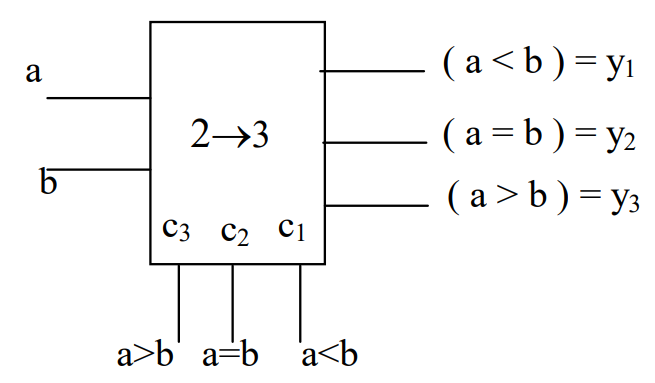 a
( a < b ) = y₁
2→3
( a = b ) = y₂
b
( a > b ) = y₃
c₃ c₂ c₁
a>b a=b a<b